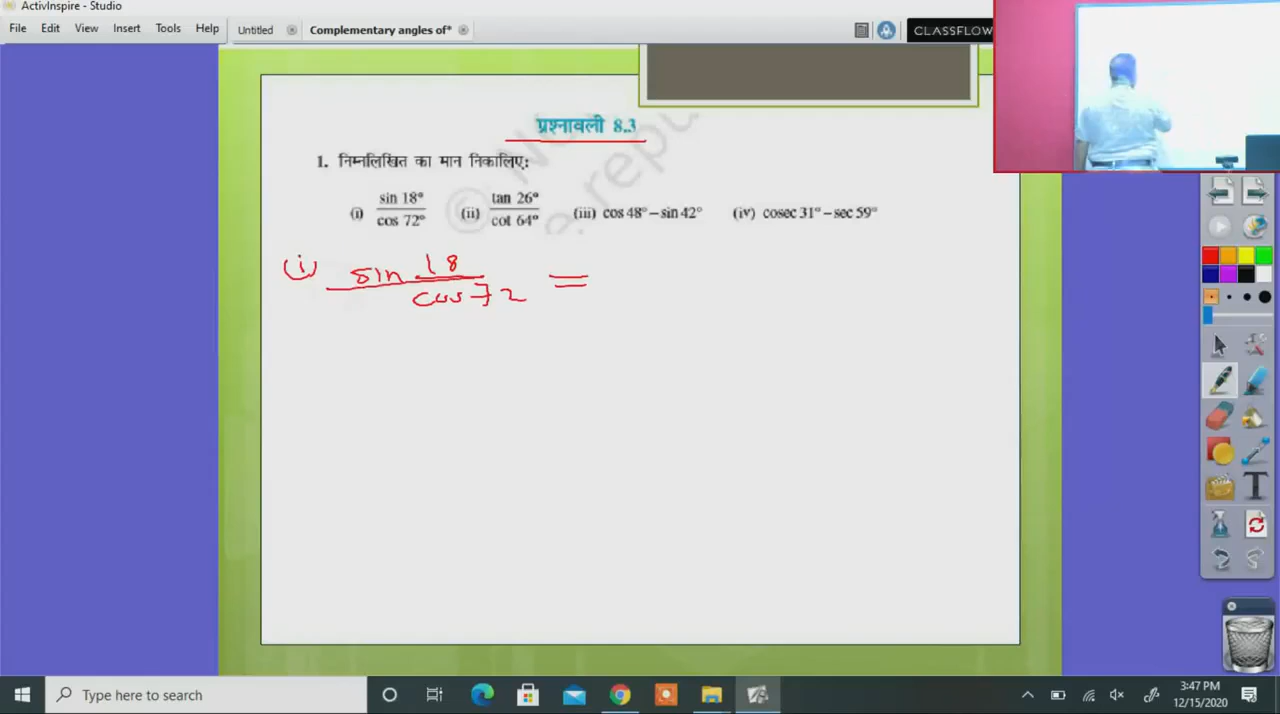 ActivInspire - Studio
File Edit View Insert Tools Help Untitled Complementary angles of* CLASSFLOW
प्रश्नावली 8.3
1. निम्नलिखित का मान निकालिए:
(i) sin 18° / cos 72° (ii) tan 26° / cot 64° (iii) cos 48° – sin 42° (iv) cosec 31° – sec 59°
(i) sin 18 / cos 72 =
Type here to search
3:47 PM
12/15/2020